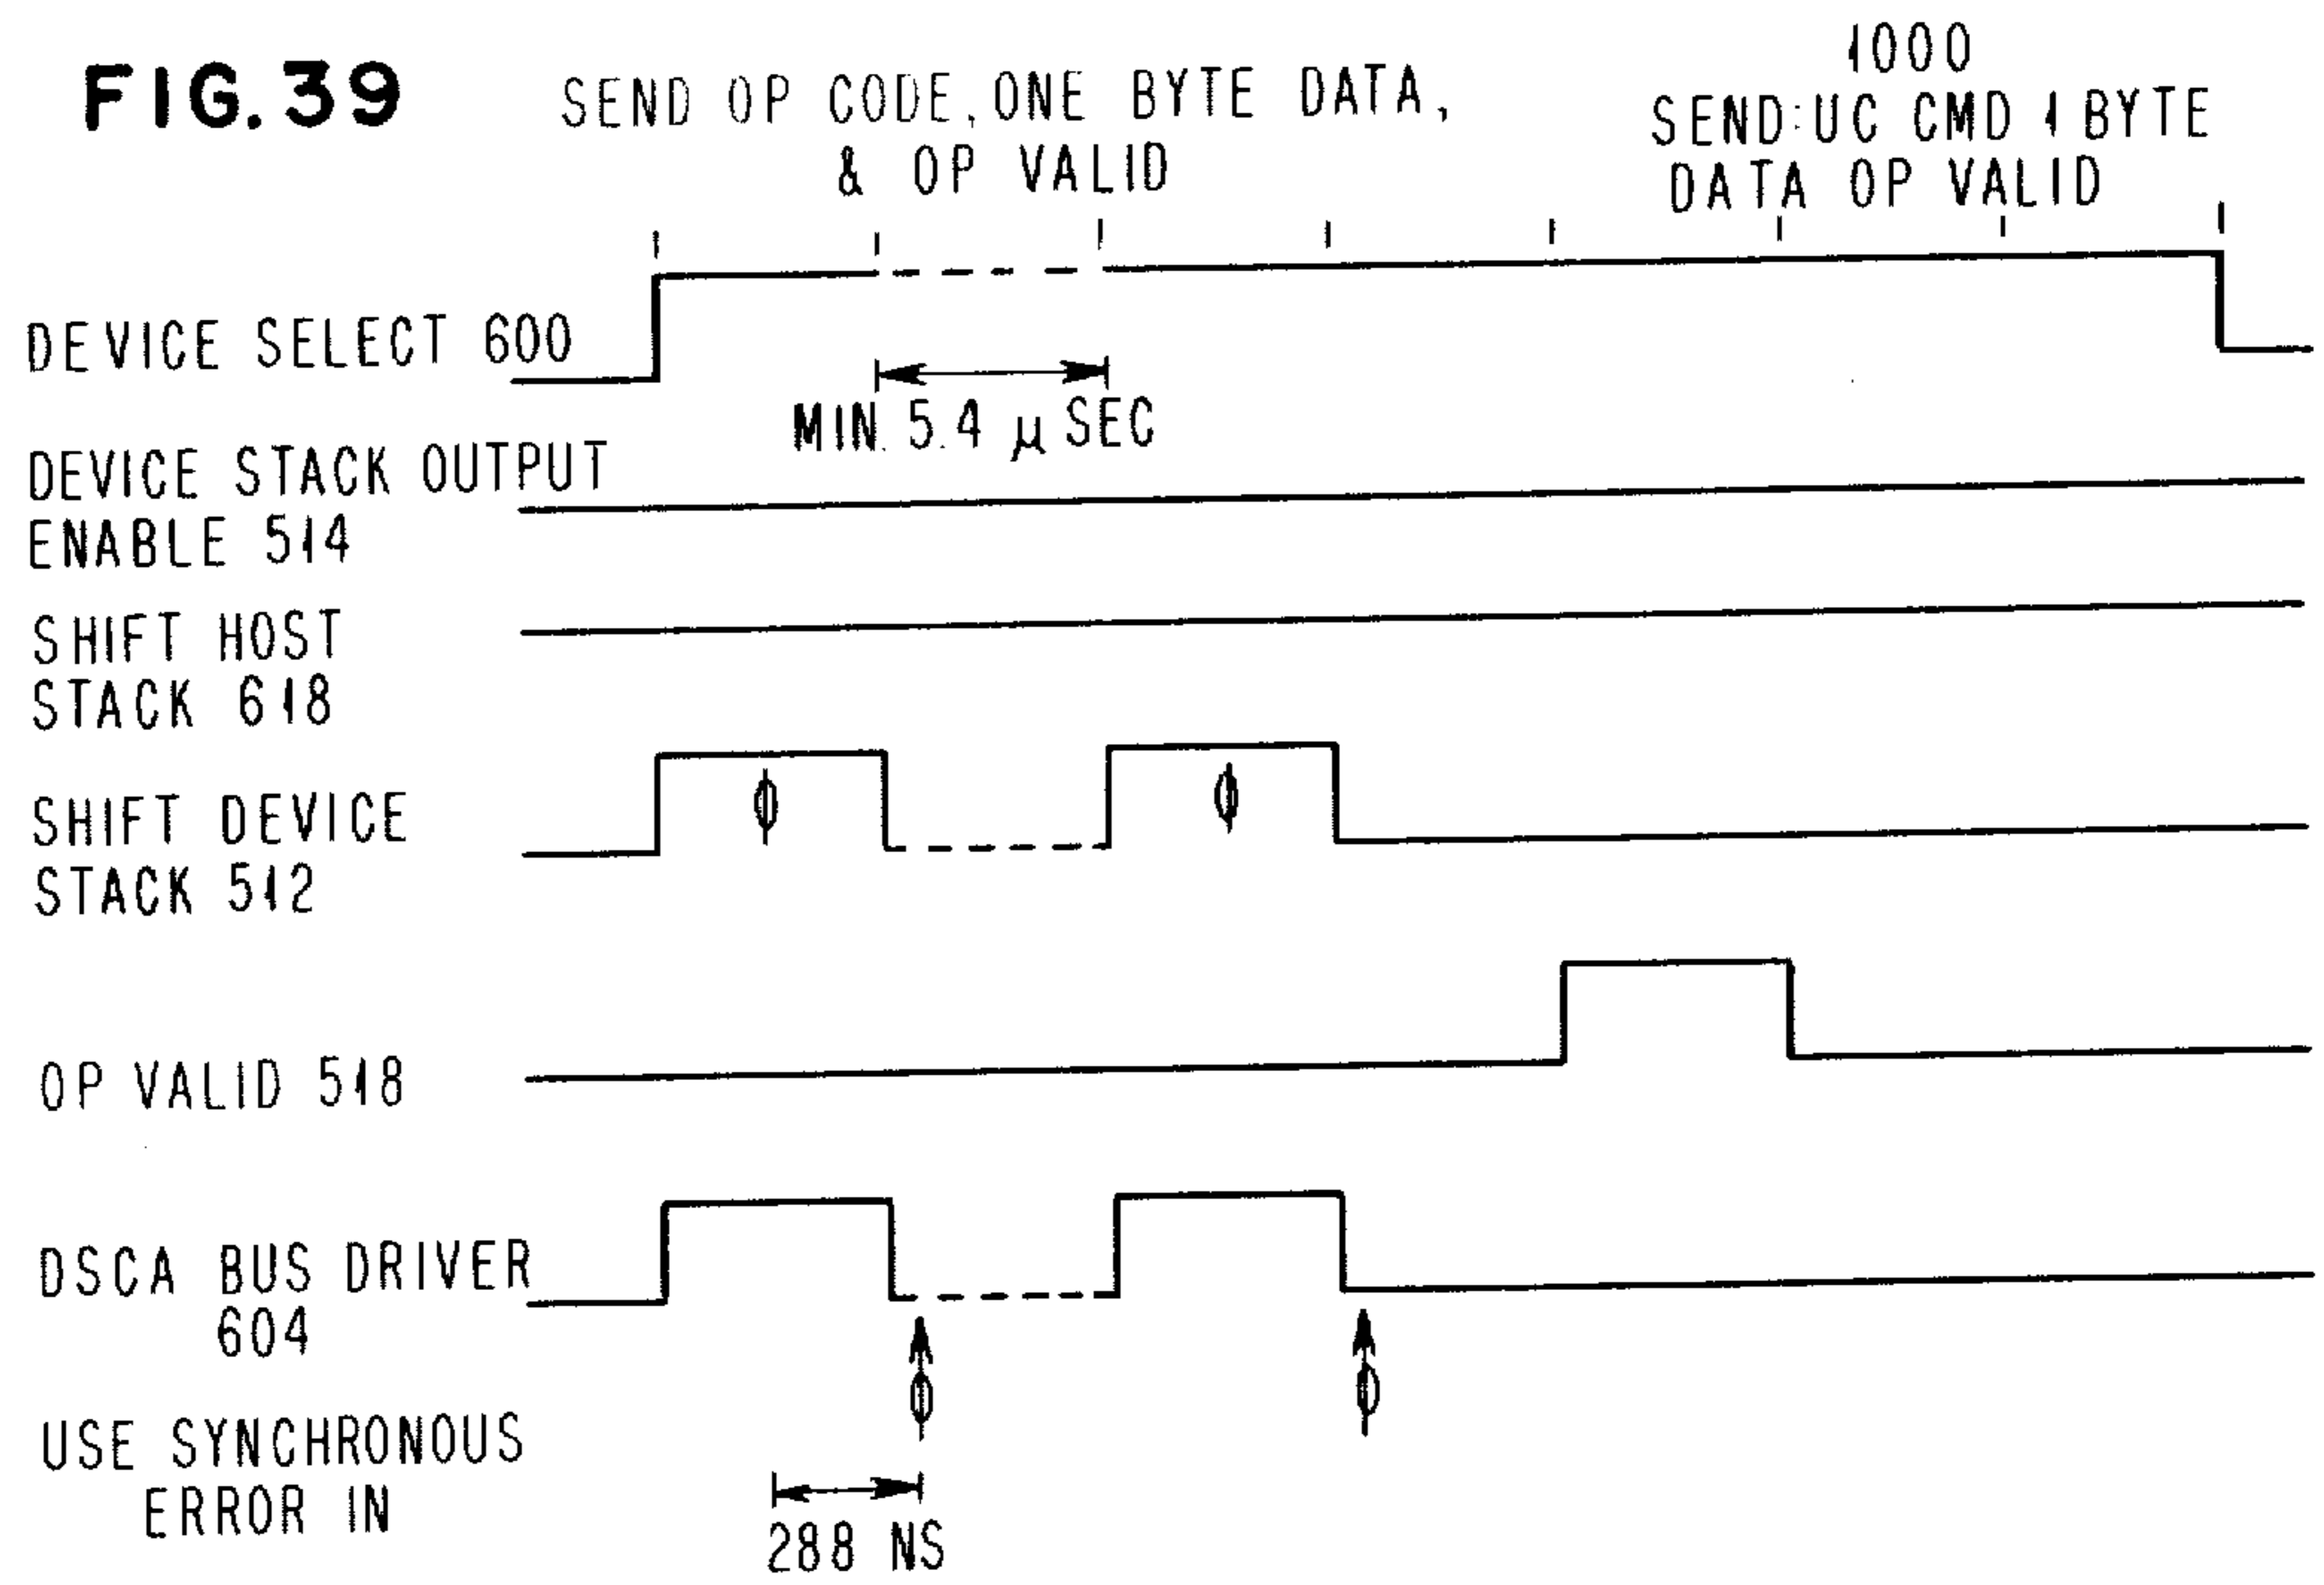 FIG.39
SEND OP CODE, ONE BYTE DATA,
& OP VALID
1000
SEND:UC CMD 1 BYTE
DATA OP VALID
DEVICE SELECT 600
MIN. 5.4 μ SEC
DEVICE STACK OUTPUT
ENABLE 514
SHIFT HOST
STACK 618
SHIFT DEVICE
STACK 512
ϕ
ϕ
OP VALID 518
DSCA BUS DRIVER
604
ϕ
ϕ
USE SYNCHRONOUS
ERROR IN
288 NS